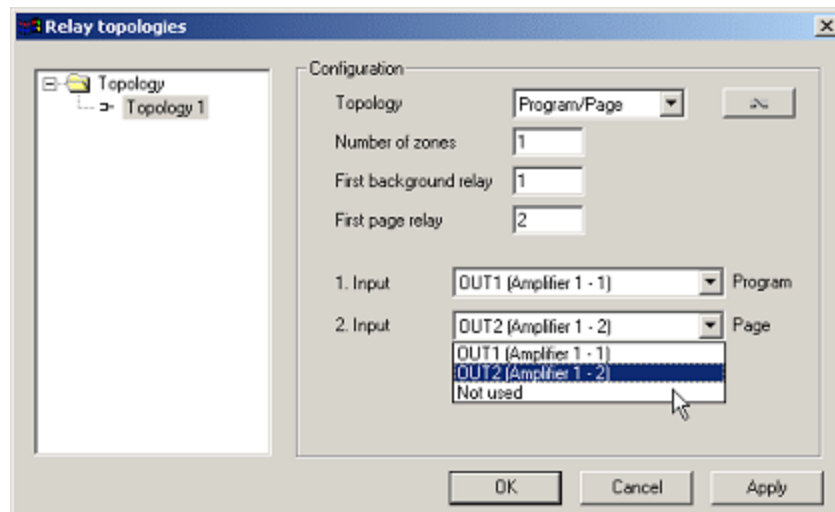 Relay topologies
Topology
Topology 1
Configuration
Topology Program/Page
Number of zones 1
First background relay 1
First page relay 2
1. Input OUT1 (Amplifier 1 - 1) Program
2. Input OUT2 (Amplifier 1 - 2) Page
OUT1 (Amplifier 1 - 1)
OUT2 (Amplifier 1 - 2)
Not used
OK Cancel Apply